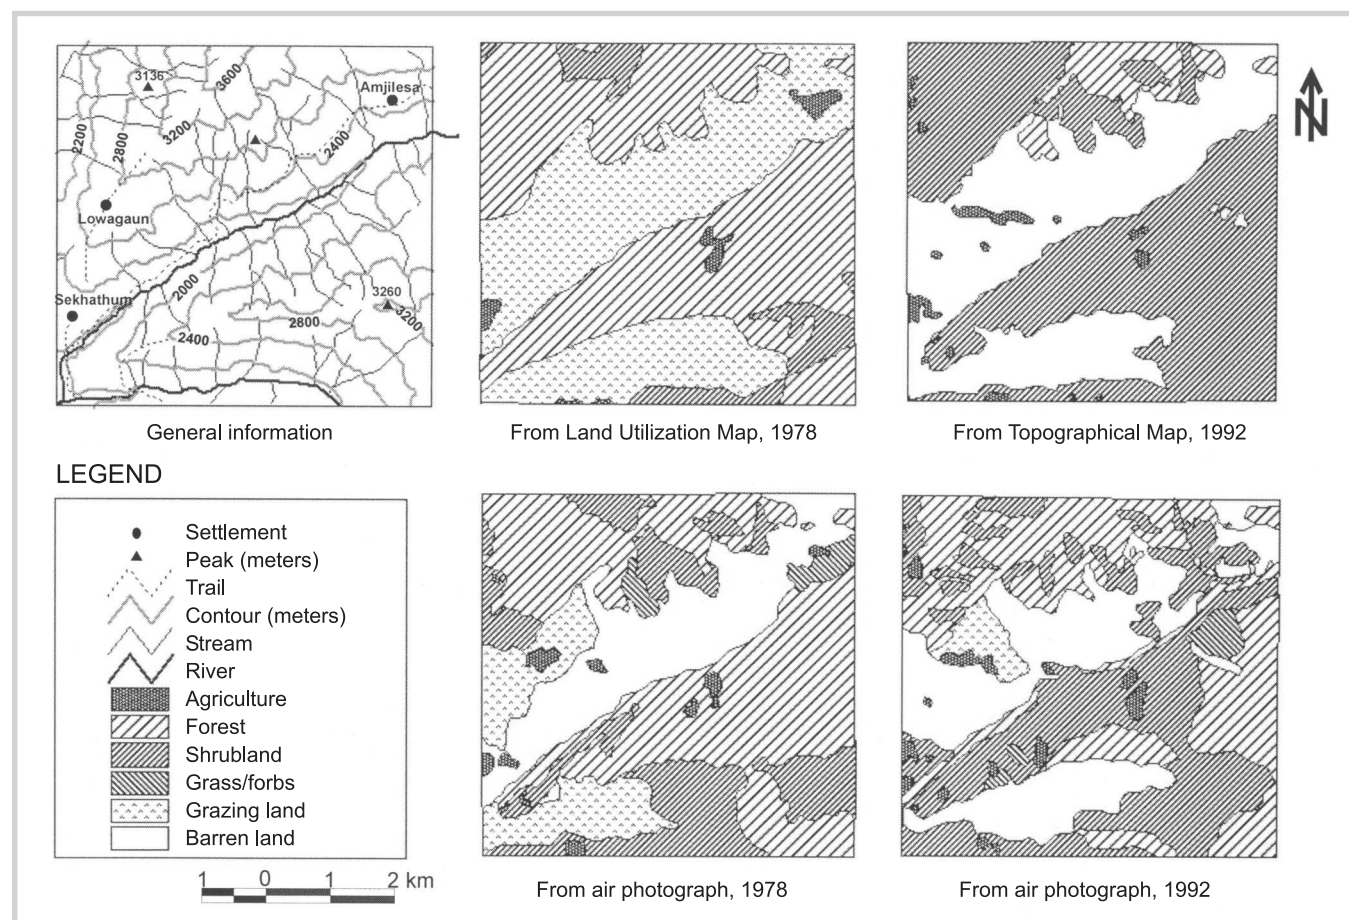 3136
3600
Amjilesa
2200
2800
3200
2400
Lowagaun
Sekhathum
2000
3260
3200
2800
2400
N
General information
From Land Utilization Map, 1978
From Topographical Map, 1992
LEGEND
Settlement
Peak (meters)
Trail
Contour (meters)
Stream
River
Agriculture
Forest
Shrubland
Grass/forbs
Grazing land
Barren land
1 0 1 2 km
From air photograph, 1978
From air photograph, 1992